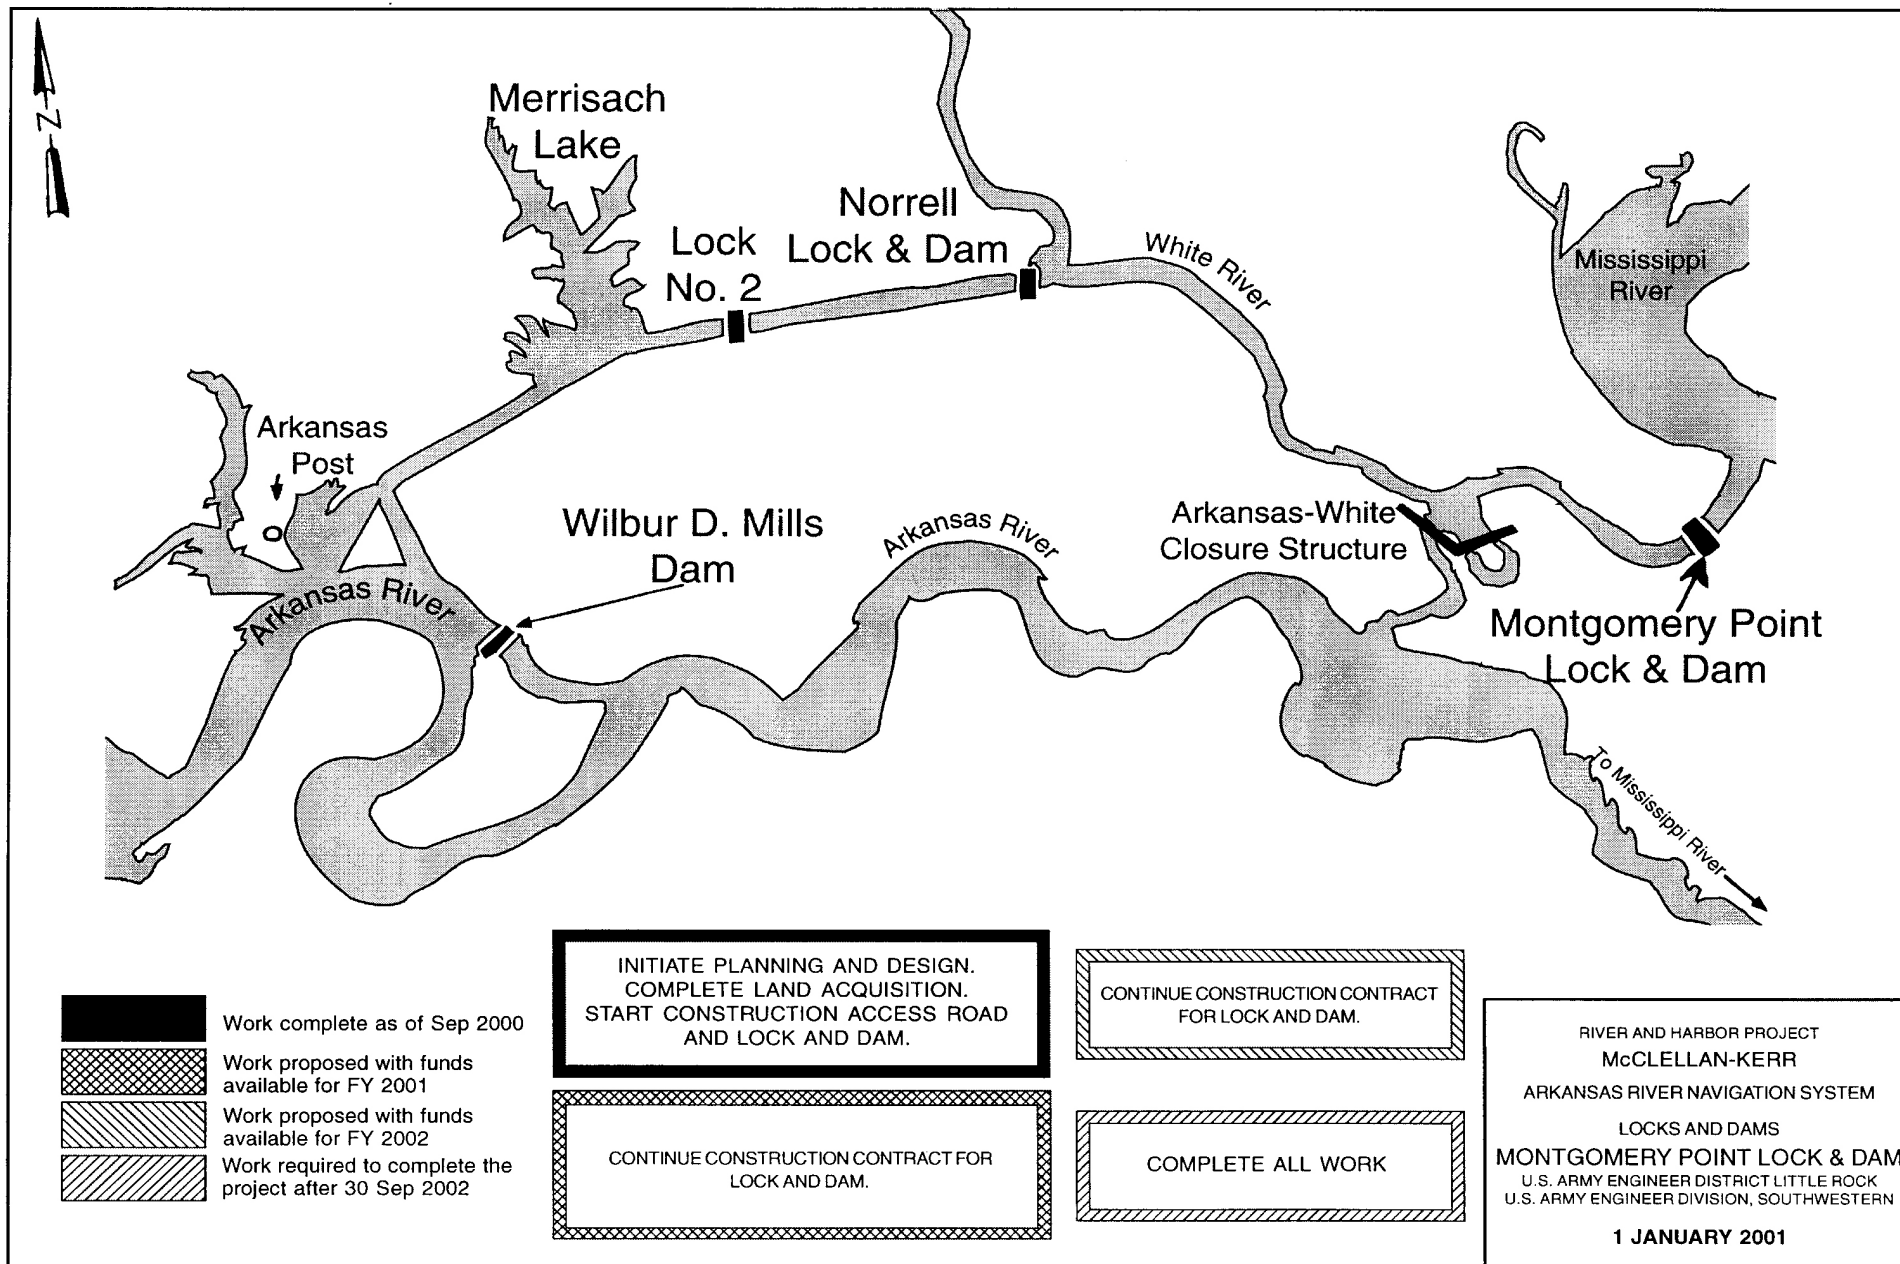 N
Merrisach
Lake
Norrell
Lock & Dam
Lock
No. 2
White River
Mississippi
River
Arkansas
Post
Wilbur D. Mills
Dam
Arkansas River
Arkansas-White
Closure Structure
Arkansas River
Montgomery Point
Lock & Dam
To Mississippi River
Work complete as of Sep 2000
Work proposed with funds
available for FY 2001
Work proposed with funds
available for FY 2002
Work required to complete the
project after 30 Sep 2002
INITIATE PLANNING AND DESIGN.
COMPLETE LAND ACQUISITION.
START CONSTRUCTION ACCESS ROAD
AND LOCK AND DAM.
CONTINUE CONSTRUCTION CONTRACT FOR
LOCK AND DAM.
CONTINUE CONSTRUCTION CONTRACT
FOR LOCK AND DAM.
COMPLETE ALL WORK
RIVER AND HARBOR PROJECT
McCLELLAN-KERR
ARKANSAS RIVER NAVIGATION SYSTEM
LOCKS AND DAMS
MONTGOMERY POINT LOCK & DAM
U.S. ARMY ENGINEER DISTRICT LITTLE ROCK
U.S. ARMY ENGINEER DIVISION, SOUTHWESTERN
1 JANUARY 2001